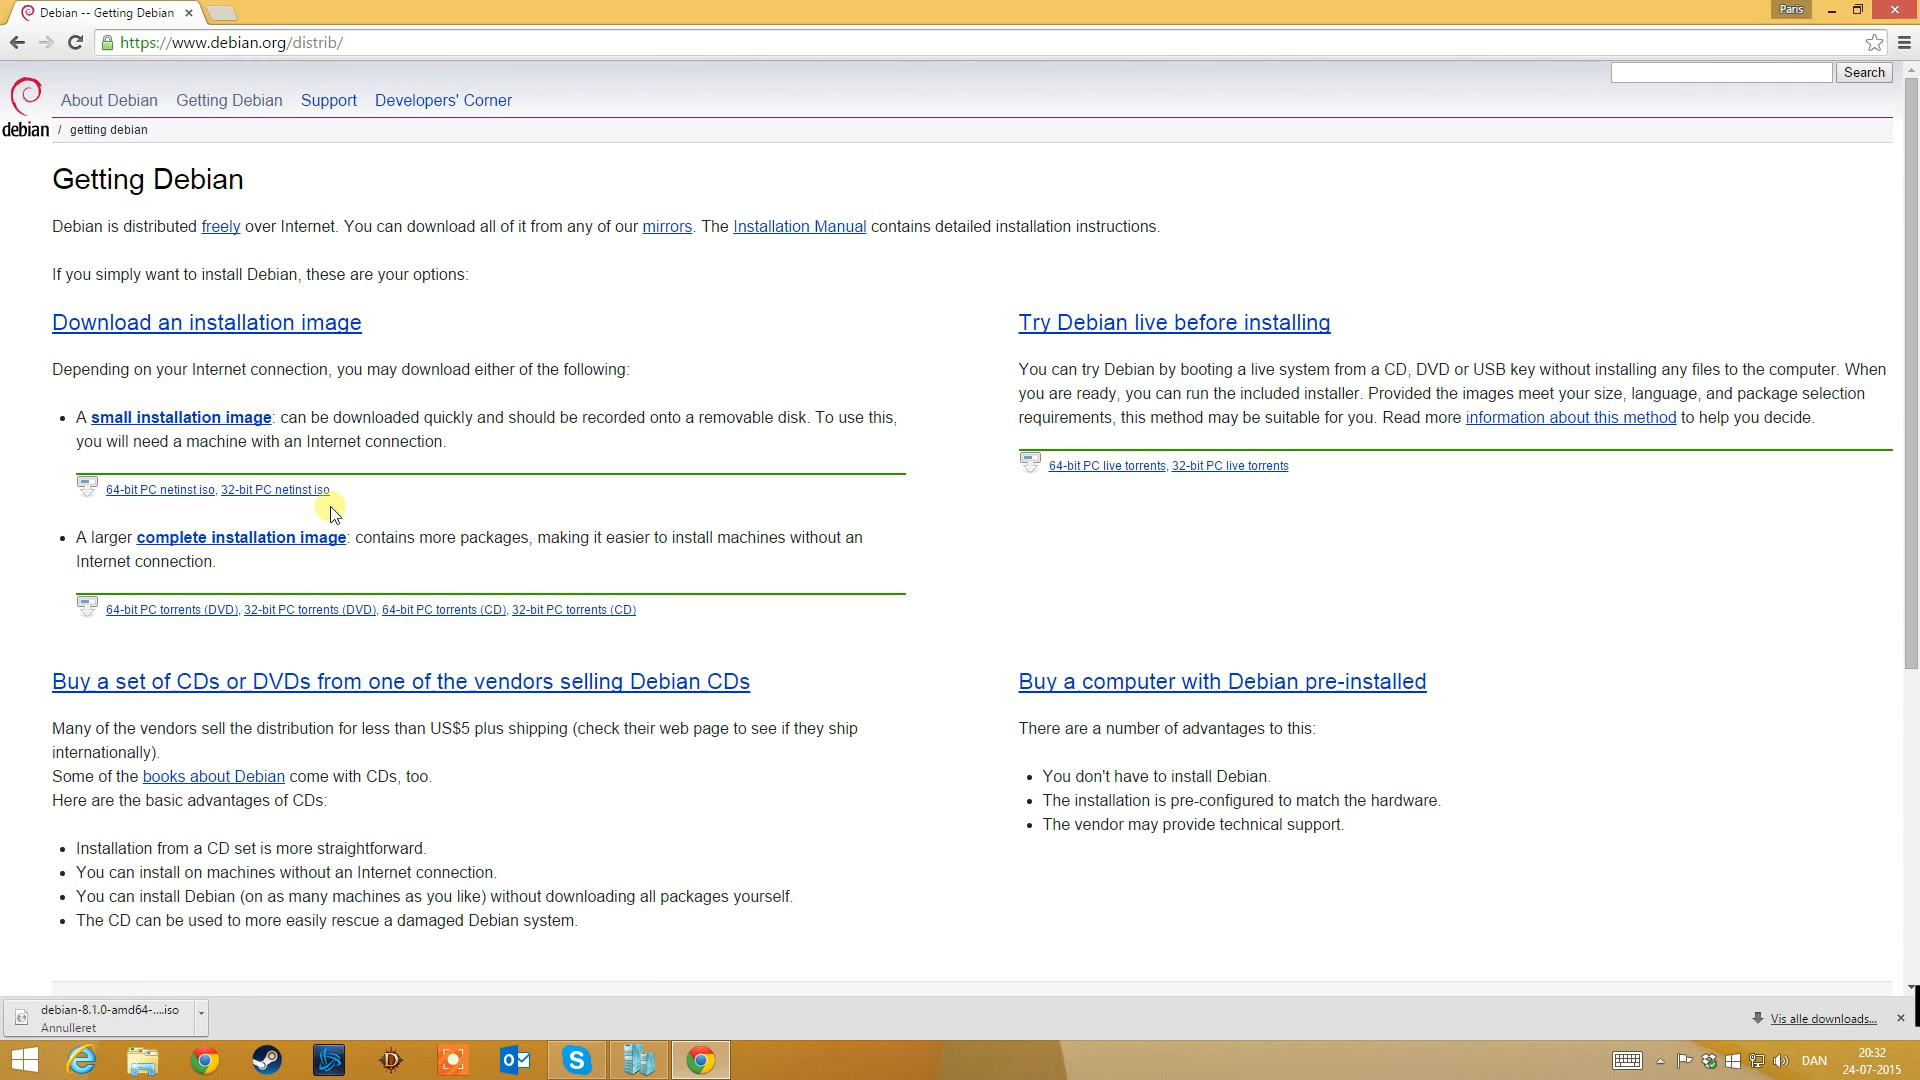 Debian -- Getting Debian
Paris
https://www.debian.org/distrib/
Search
About Debian Getting Debian Support Developers' Corner
debian / getting debian
Getting Debian
Debian is distributed freely over Internet. You can download all of it from any of our mirrors. The Installation Manual contains detailed installation instructions.
If you simply want to install Debian, these are your options:
Download an installation image
Depending on your Internet connection, you may download either of the following:
• A small installation image: can be downloaded quickly and should be recorded onto a removable disk. To use this,
you will need a machine with an Internet connection.
64-bit PC netinst iso, 32-bit PC netinst iso
• A larger complete installation image: contains more packages, making it easier to install machines without an
Internet connection.
64-bit PC torrents (DVD), 32-bit PC torrents (DVD), 64-bit PC torrents (CD), 32-bit PC torrents (CD)
Try Debian live before installing
You can try Debian by booting a live system from a CD, DVD or USB key without installing any files to the computer. When
you are ready, you can run the included installer. Provided the images meet your size, language, and package selection
requirements, this method may be suitable for you. Read more information about this method to help you decide.
64-bit PC live torrents, 32-bit PC live torrents
Buy a set of CDs or DVDs from one of the vendors selling Debian CDs
Many of the vendors sell the distribution for less than US$5 plus shipping (check their web page to see if they ship
internationally).
Some of the books about Debian come with CDs, too.
Here are the basic advantages of CDs:
• Installation from a CD set is more straightforward.
• You can install on machines without an Internet connection.
• You can install Debian (on as many machines as you like) without downloading all packages yourself.
• The CD can be used to more easily rescue a damaged Debian system.
Buy a computer with Debian pre-installed
There are a number of advantages to this:
• You don't have to install Debian.
• The installation is pre-configured to match the hardware.
• The vendor may provide technical support.
debian-8.1.0-amd64-....iso
Annulleret
Vis alle downloads...
DAN
20:32
24-07-2015